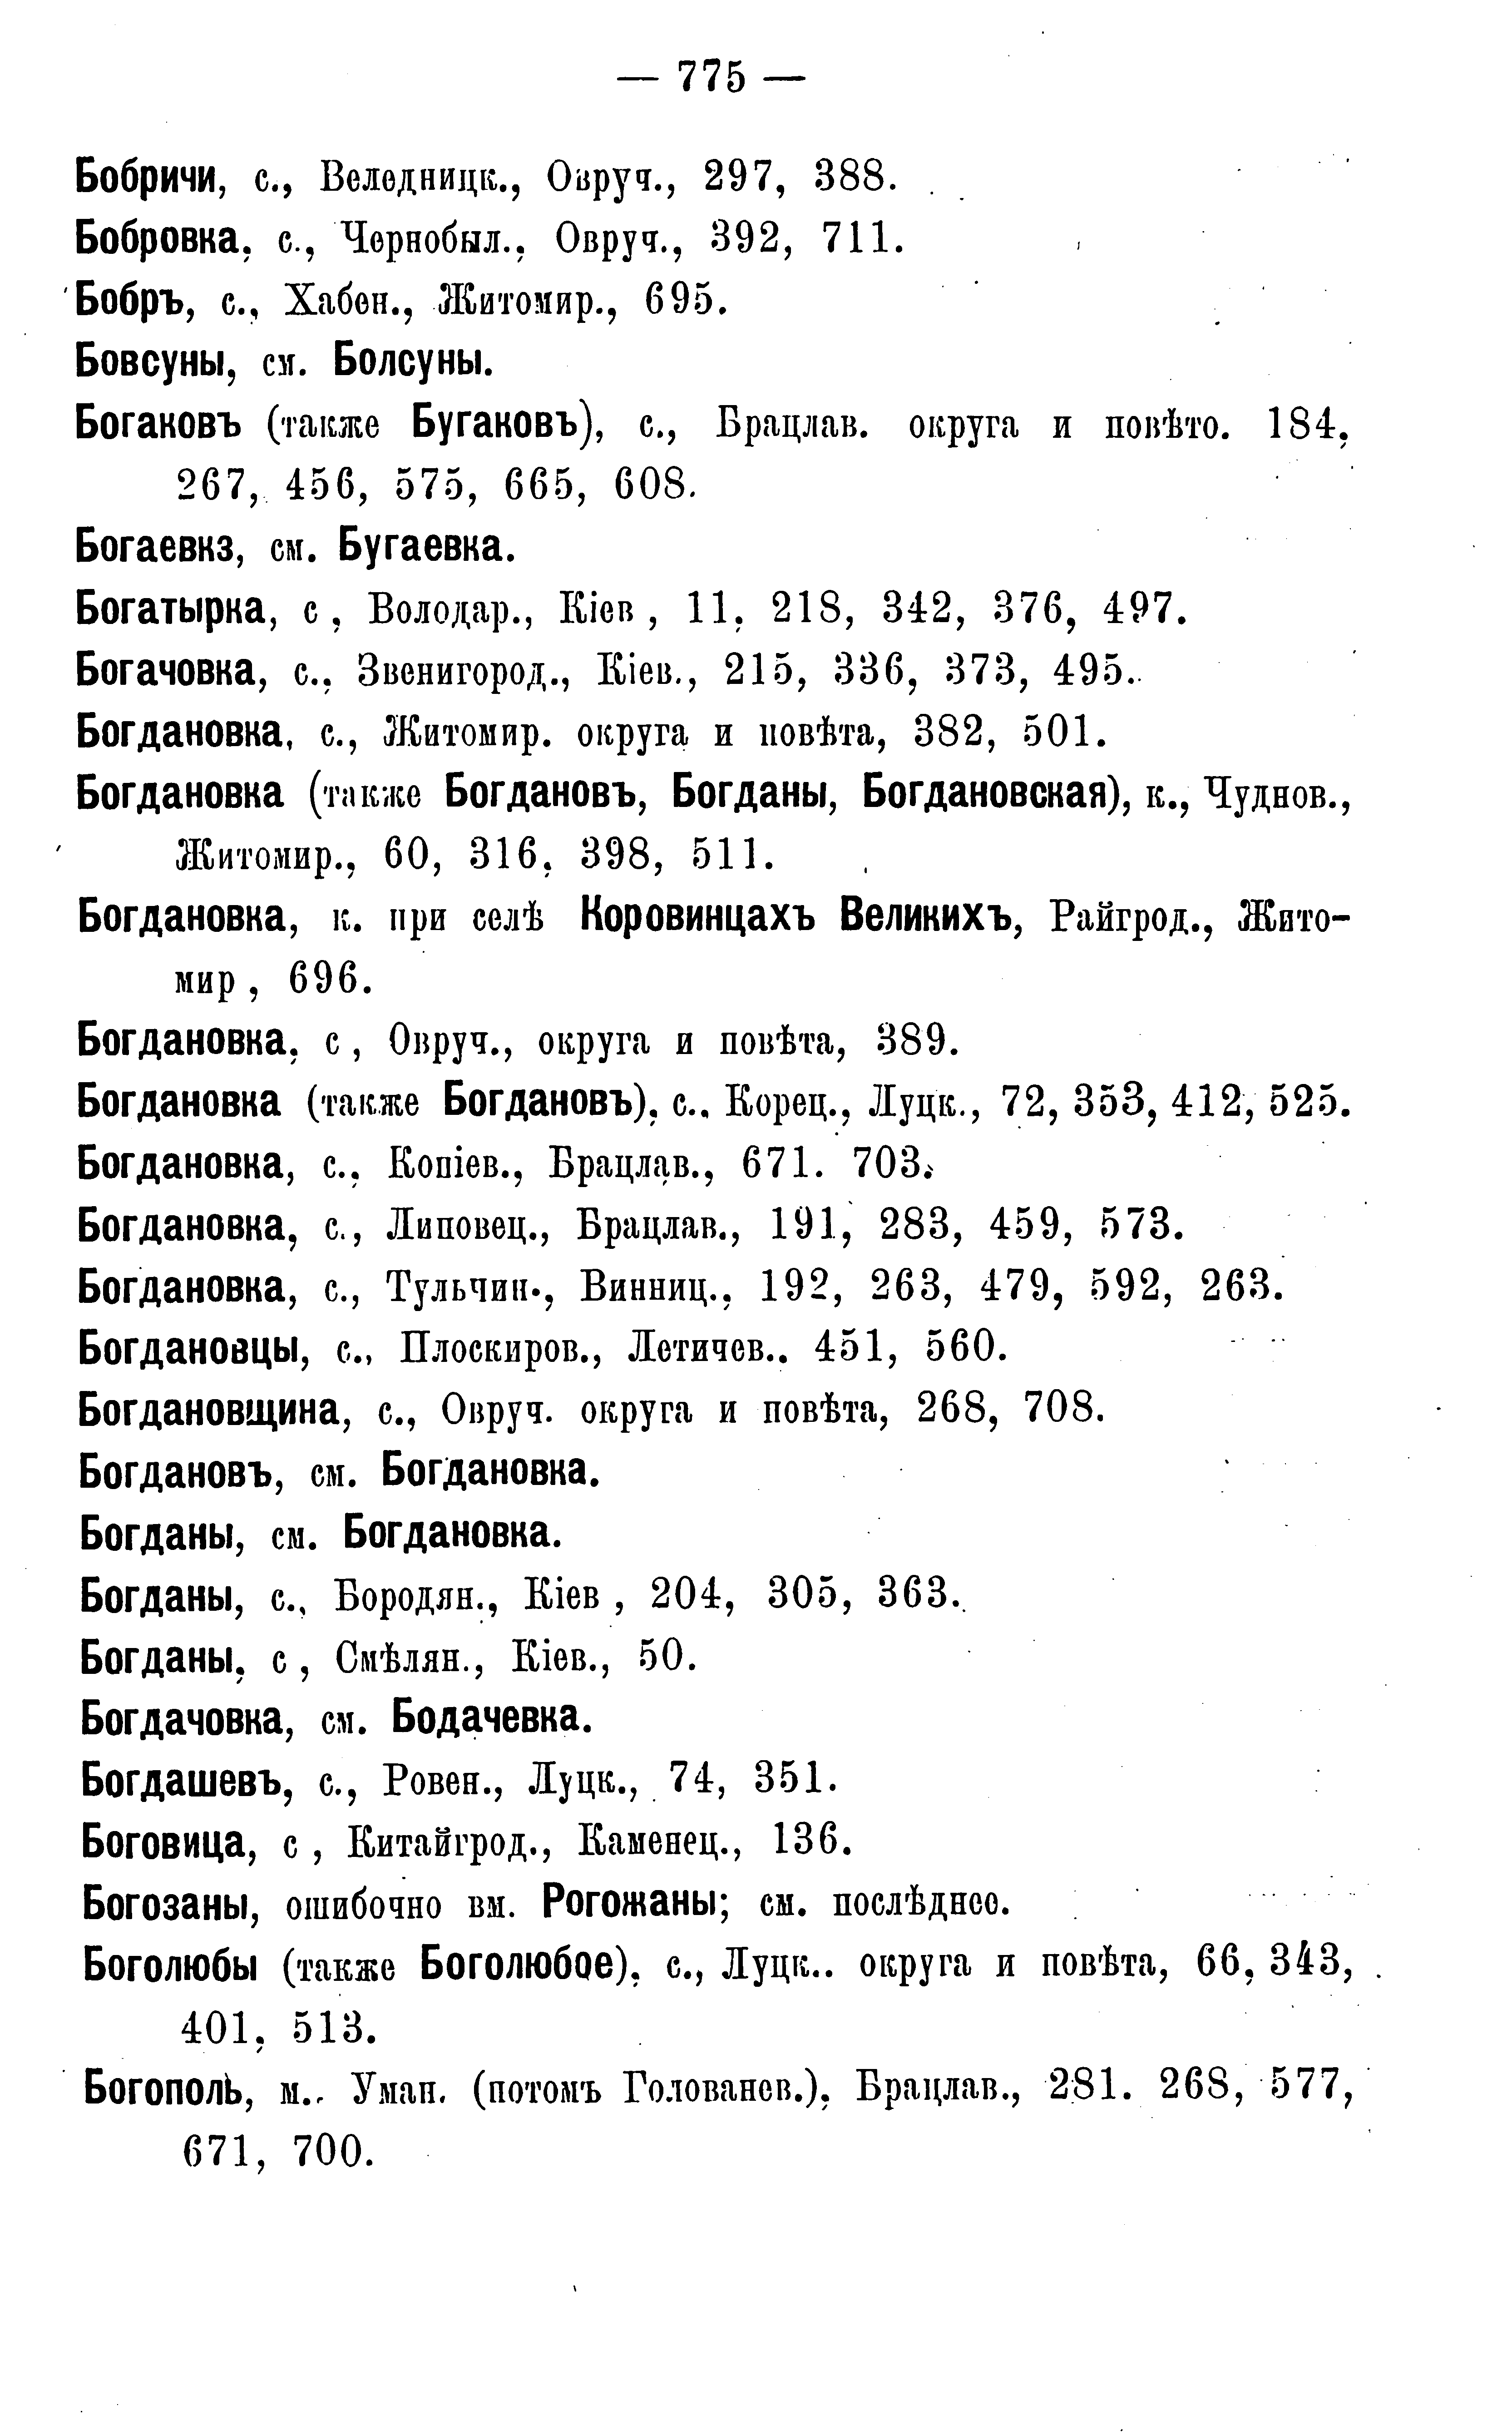 — 775 —
Бобричи, с., Веледницк., Овруч., 297, 388.
Бобровка, с., Чернобыл., Овруч., 392, 711.
Бобръ, с., Хабен., Житомир., 695.
Бовсуны, см. Болсуны.
Богаковъ (также Бугаковъ), с., Брацлав. округа и повѣто. 184,
267, 456, 575, 665, 608.
Богаевкз, см. Бугаевка.
Богатырка, с , Володар., Кіев , 11, 218, 342, 376, 497.
Богачовка, с., Звенигород., Кіев., 215, 336, 373, 495.
Богдановка, с., Житомир. округа и повѣта, 382, 501.
Богдановка (также Богдановъ, Богданы, Богдановская), к., Чуднов.,
Житомир., 60, 316, 398, 511.
Богдановка, к. при селѣ Коровинцахъ Великихъ, Райгрод., Жито-
мир , 696.
Богдановка, с , Овруч., округа и повѣта, 389.
Богдановка (также Богдановъ), с., Корец., Луцк., 72, 353, 412, 525.
Богдановка, с., Копіев., Брацлав., 671. 703.
Богдановка, с., Липовец., Брацлав., 191, 283, 459, 573.
Богдановка, с., Тульчин., Винниц., 192, 263, 479, 592, 263.
Богдановцы, с., Плоскиров., Летичев.. 451, 560.
Богдановщина, с., Овруч. округа и повѣта, 268, 708.
Богдановъ, см. Богдановка.
Богданы, см. Богдановка.
Богданы, с., Бородян., Кіев , 204, 305, 363.
Богданы, с , Смѣлян., Кіев., 50.
Богдачовка, см. Бодачевка.
Богдашевъ, с., Ровен., Луцк., 74, 351.
Боговица, с , Китайгрод., Каменец., 136.
Богозаны, ошибочно вм. Рогожаны; см. послѣднее.
Боголюбы (также Боголюбое), с., Луцк.. округа и повѣта, 66, 343,
401, 513.
Богополь, м., Уман. (потомъ Голованев.), Брацлав., 281. 268, 577,
671, 700.